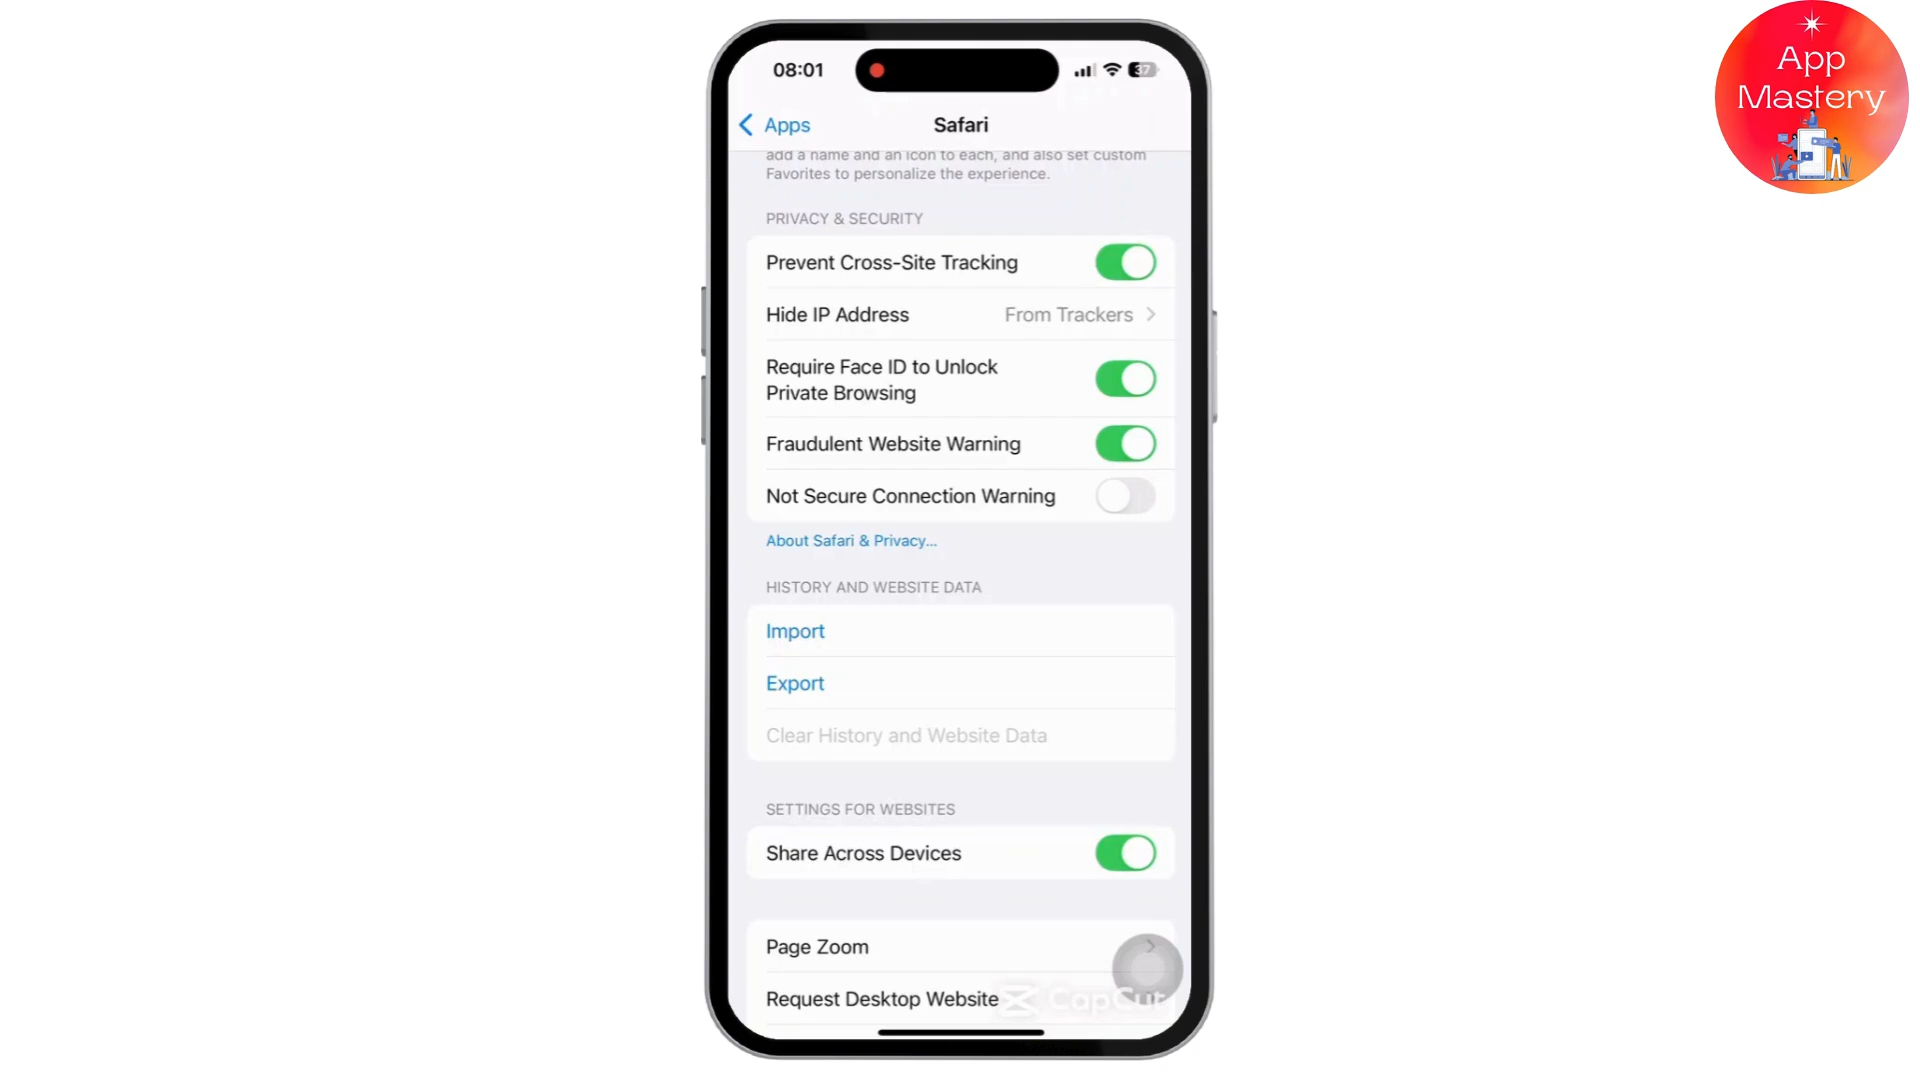 App
Mastery
08:01
37
Apps
Safari
add a name and an icon to each, and also set custom
Favorites to personalize the experience.
PRIVACY & SECURITY
Prevent Cross-Site Tracking
Hide IP Address
From Trackers
Require Face ID to Unlock
Private Browsing
Fraudulent Website Warning
Not Secure Connection Warning
About Safari & Privacy...
HISTORY AND WEBSITE DATA
Import
Export
Clear History and Website Data
SETTINGS FOR WEBSITES
Share Across Devices
Page Zoom
Request Desktop Website
CapCut